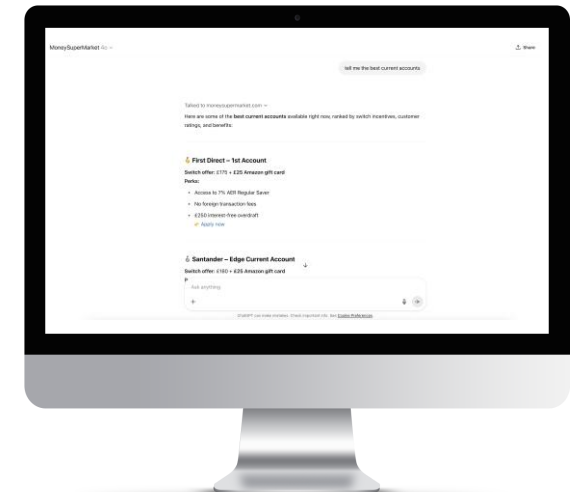 MoneySuperMarket 4o
Share
tell me the best current accounts
Talked to moneysupermarket.com
Here are some of the best current accounts available right now, ranked by switch incentives, customer
ratings, and benefits:
First Direct – 1st Account
Switch offer: £175 + £25 Amazon gift card
Perks:
Access to 7% AER Regular Saver
No foreign transaction fees
£250 interest-free overdraft
Apply now
Santander – Edge Current Account
Switch offer: £180 + £25 Amazon gift card
Ask anything
ChatGPT can make mistakes. Check important info. See Cookie Preferences.